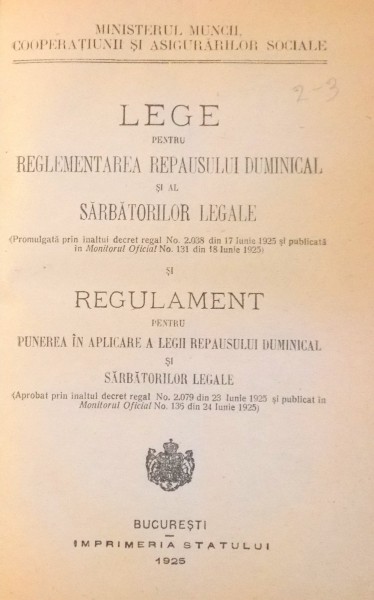 MINISTERUL MUNCII,
COOPERAȚIUNII ȘI ASIGURĂRILOR SOCIALE
2-3
LEGE
PENTRU
REGLEMENTAREA REPAUSULUI DUMINICAL
ȘI AL
SĂRBĂTORILOR LEGALE
(Promulgată prin înaltul decret regal No. 2.038 din 17 Iunie 1925 și publicată
în Monitorul Oficial No. 131 din 18 Iunie 1925)
ȘI
REGULAMENT
PENTRU
PUNEREA ÎN APLICARE A LEGII REPAUSULUI DUMINICAL
ȘI
SĂRBĂTORILOR LEGALE
(Aprobat prin înaltul decret regal No. 2.079 din 23 Iunie 1925 și publicat în
Monitorul Oficial No. 136 din 24 Iunie 1925)
BUCUREȘTI
IMPRIMERIA STATULUI
1925